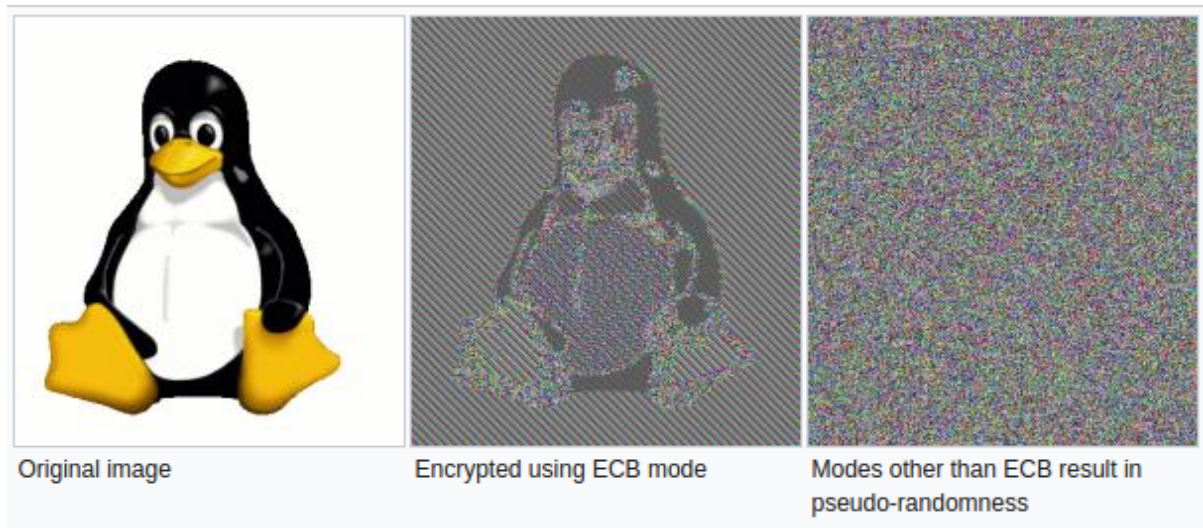 Original image
Encrypted using ECB mode
Modes other than ECB result in
pseudo-randomness